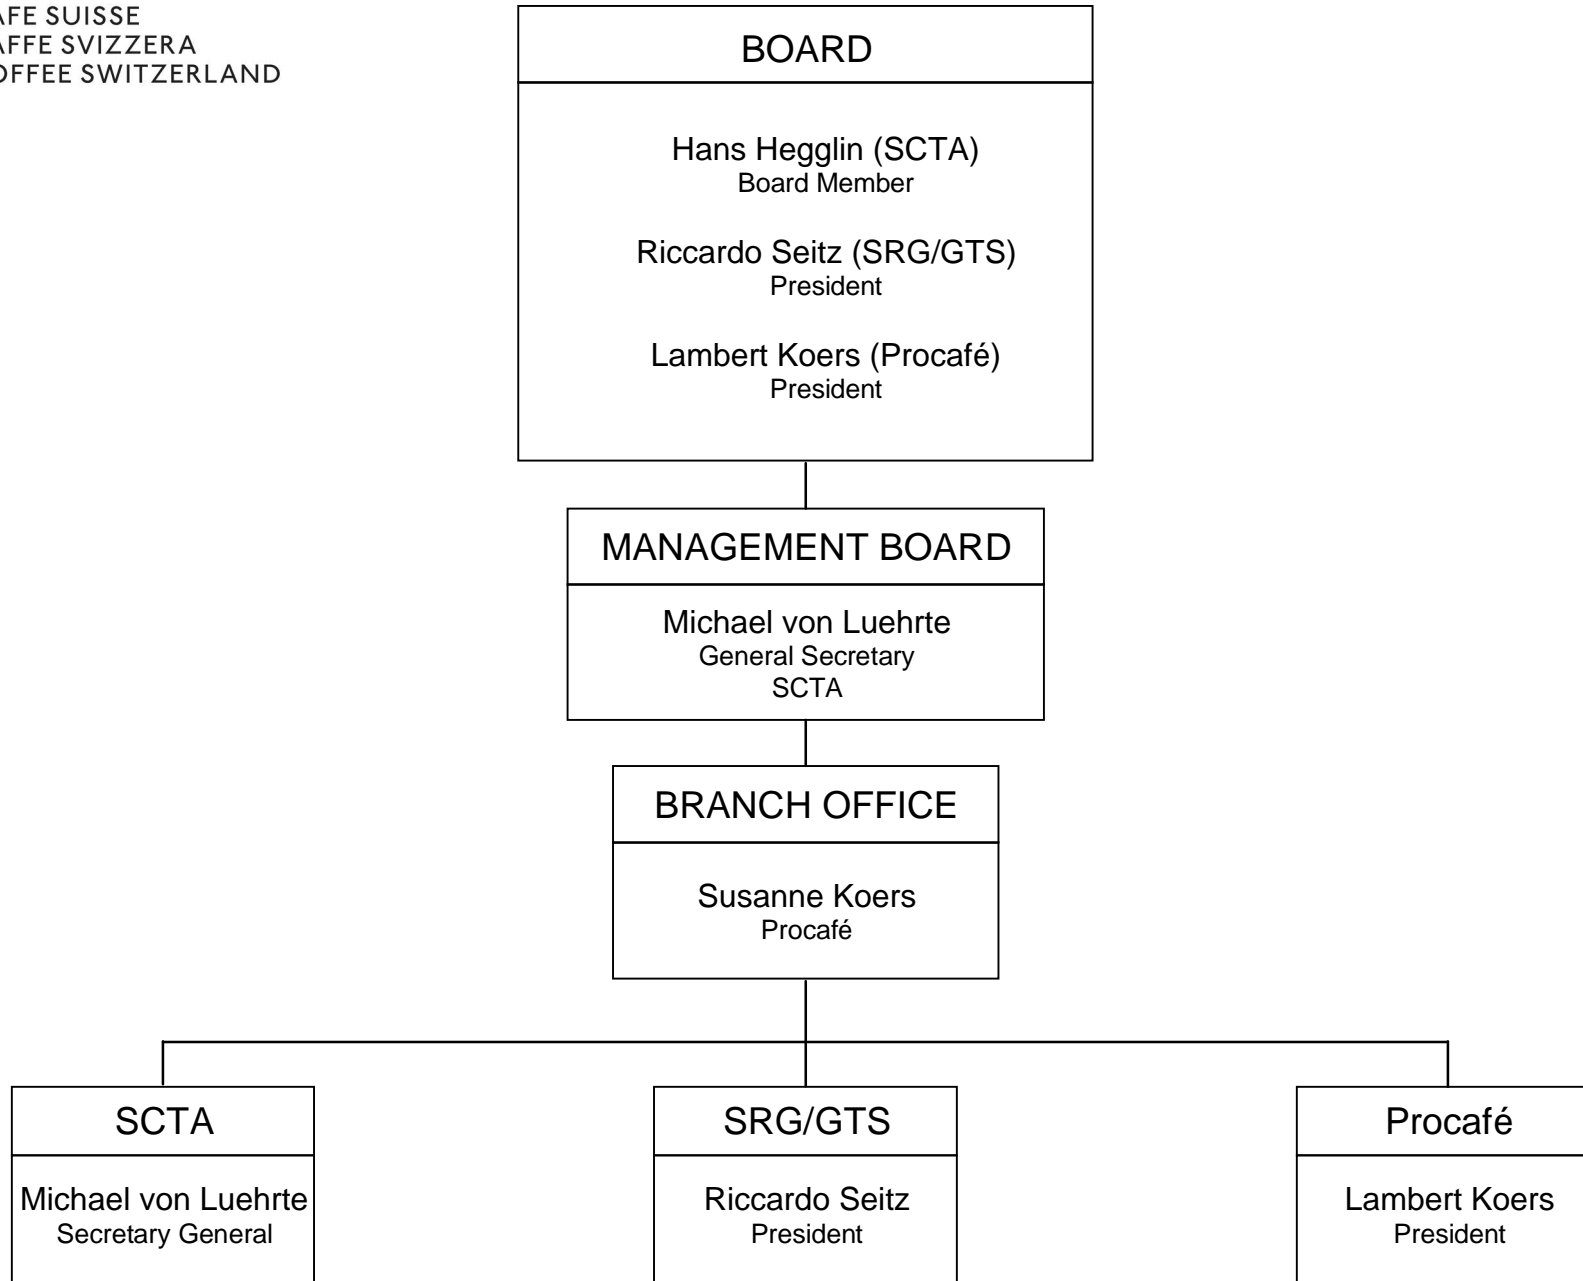 AFE SUISSE
AFFE SVIZZERA
OFFEE SWITZERLAND
BOARD
Hans Hegglin (SCTA)
Board Member
Riccardo Seitz (SRG/GTS)
President
Lambert Koers (Procafé)
President
MANAGEMENT BOARD
Michael von Luehrte
General Secretary
SCTA
BRANCH OFFICE
Susanne Koers
Procafé
SCTA
Michael von Luehrte
Secretary General
SRG/GTS
Riccardo Seitz
President
Procafé
Lambert Koers
President